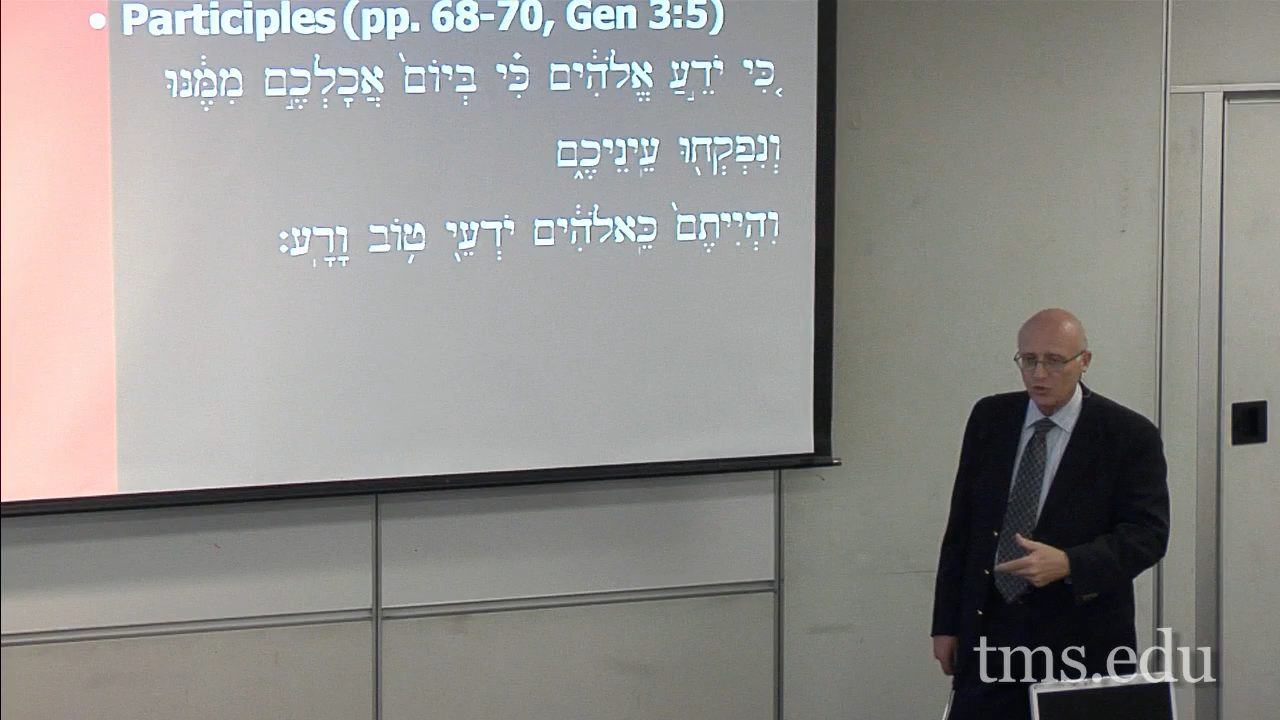 • Participles (pp. 68-70, Gen 3:5)
כִּ֚י יֹדֵ֣עַ אֱלֹהִ֔ים כִּ֗י בְּיוֹם֙ אֲכָלְכֶ֣ם מִמֶּ֔נּוּ
וְנִפְקְח֖וּ עֵֽינֵיכֶ֑ם
וִהְיִיתֶם֙ כֵּֽאלֹהִ֔ים יֹדְעֵ֖י ט֥וֹב וָרָֽע׃
tms.edu